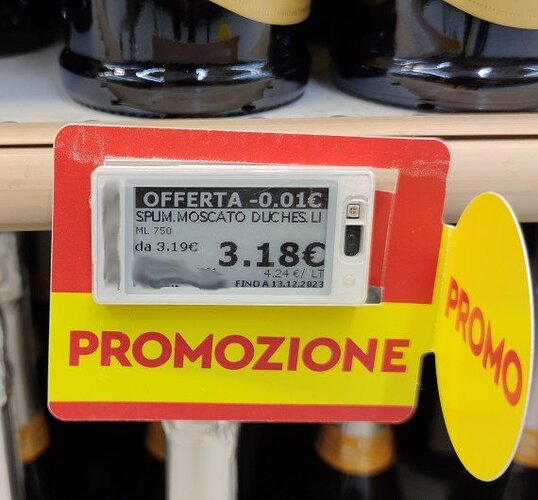 OFFERTA -0.01€
SPUM.MOSCATO DUCHES.LI
ML 750
da 3.19€ 3.18€
4.24 €/ LT
FINO A 13.12.2023
PROMOZIONE
PROMO